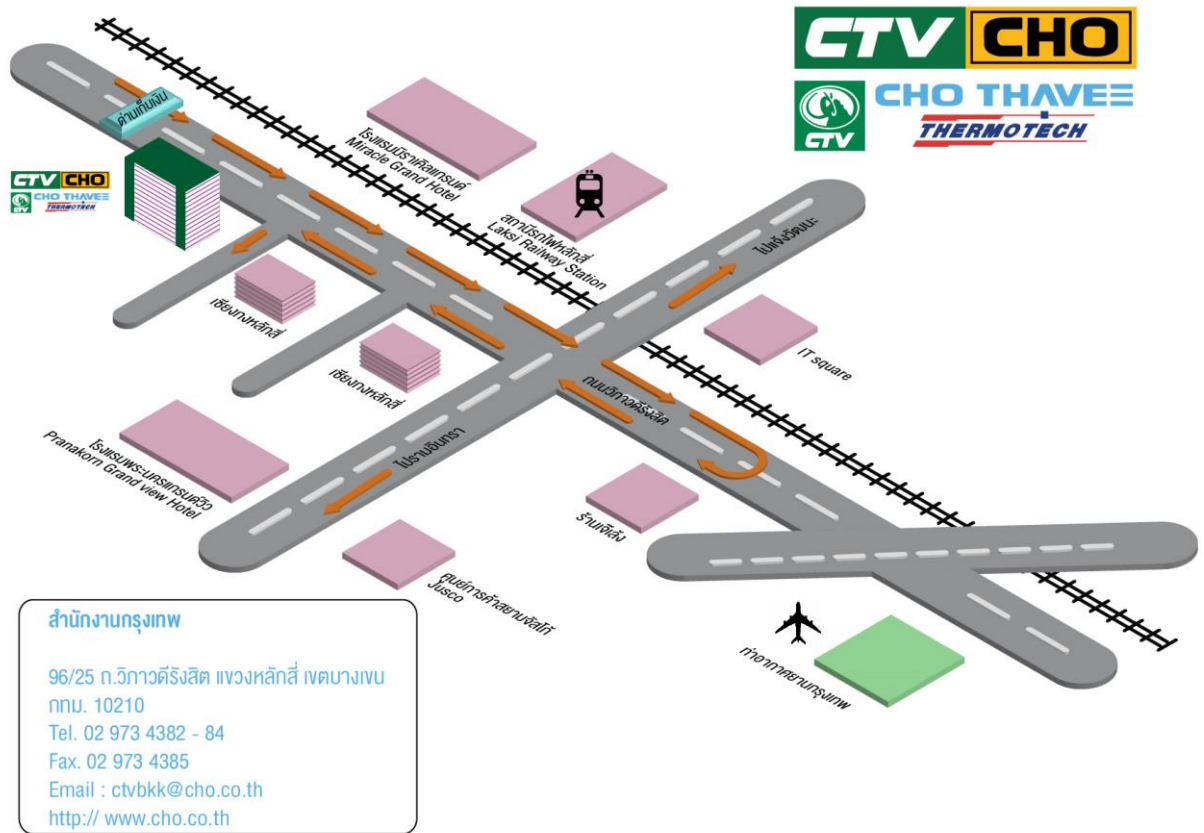 CTV CHO
CTV
CHO THAVEE
THERMOTECH
ด่านเก็บเงิน
โรงแรมมิราเคิลแกรนด์
Miracle Grand Hotel
CTV CHO
CTV
CHO THAVEE
THERMOTECH
สถานีรถไฟหลักสี่
Laksi Railway Station
ไปแจ้งวัฒนะ
เซียงกงหลักสี่
IT square
เซียงกงหลักสี่
ถนนวิภาวดีรังสิต
ไปรามอินทรา
โรงแรมพระนครแกรนด์วิว
Pranakorn Grand view Hotel
ร้านเจ๊เล้ง
ศูนย์การค้าสยามจัสโก้
Jusco
ท่าอากาศยานกรุงเทพ
สำนักงานกรุงเทพ
96/25 ถ.วิภาวดีรังสิต แขวงหลักสี่ เขตบางเขน
กทม. 10210
Tel. 02 973 4382 - 84
Fax. 02 973 4385
Email : ctvbkk@cho.co.th
http:// www.cho.co.th